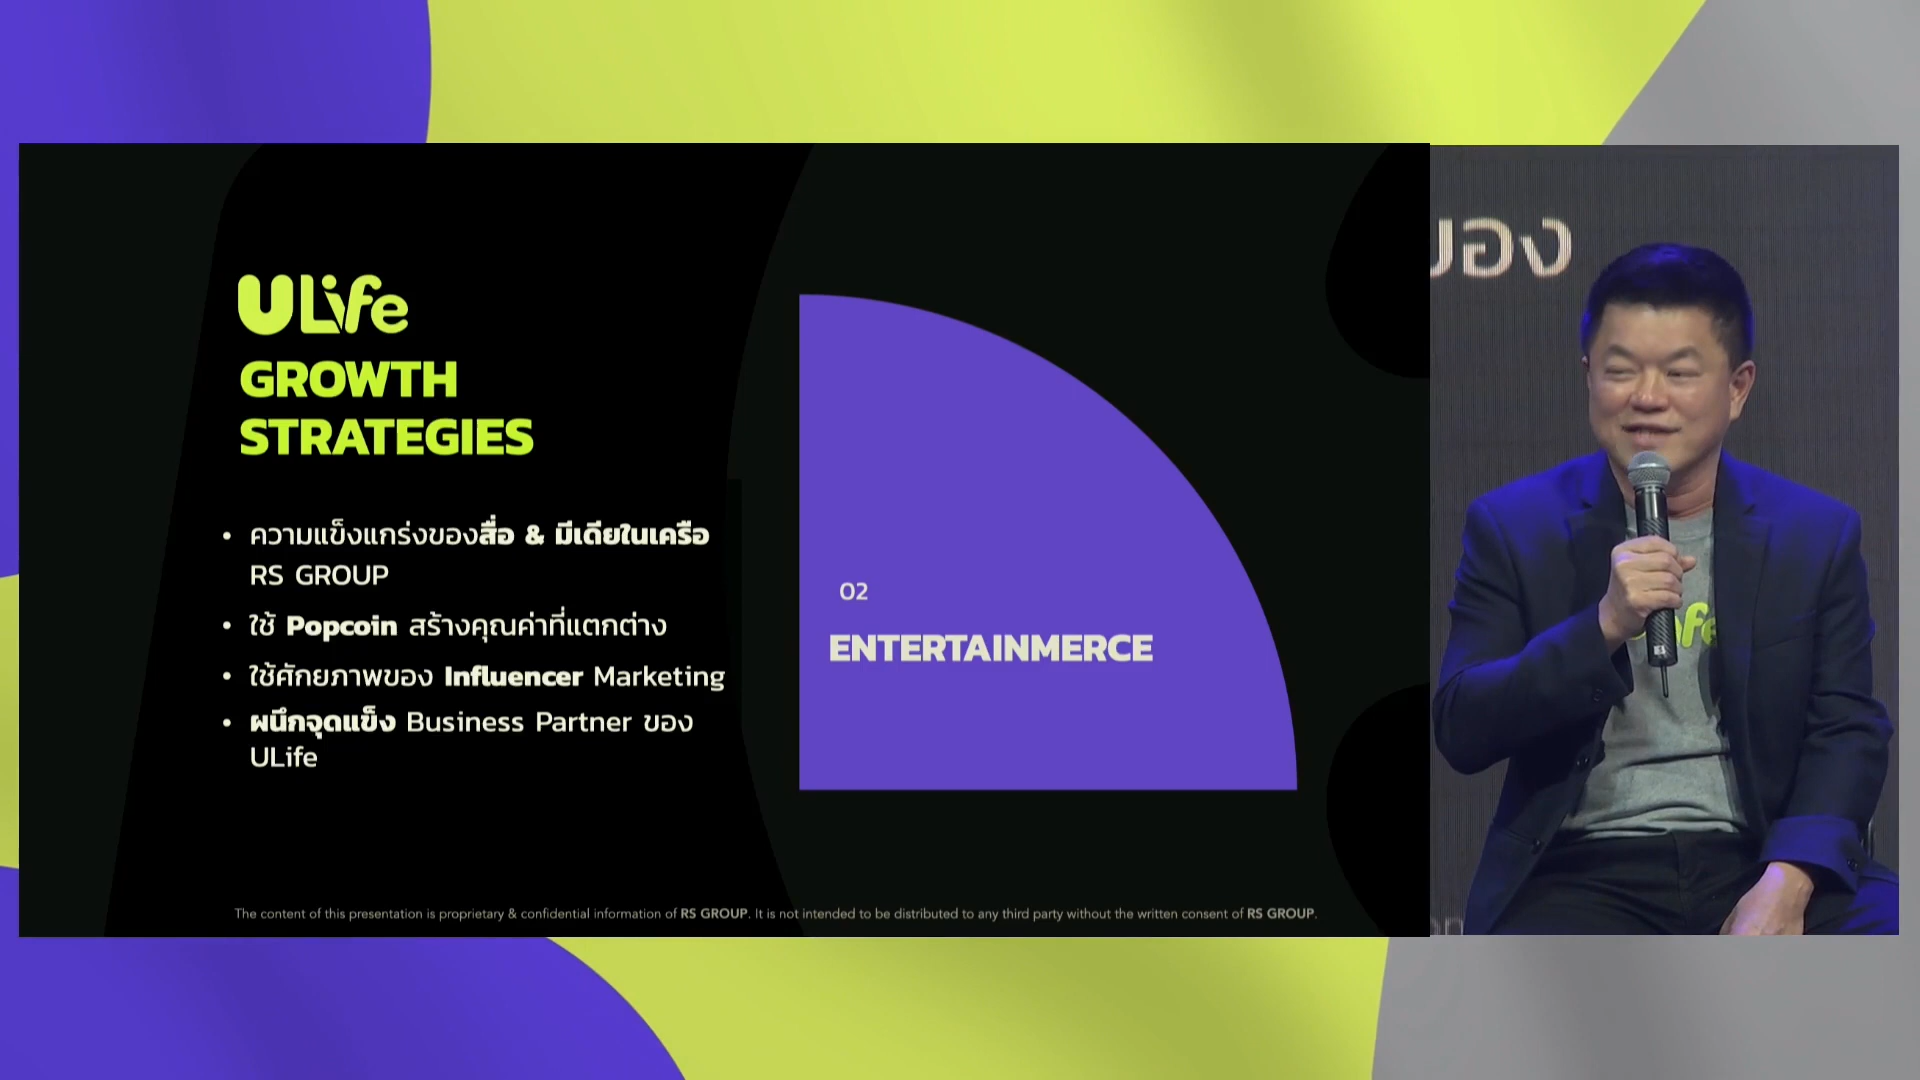 ULife
GROWTH
STRATEGIES
• ความแข็งแกร่งของสื่อ & มีเดียในเครือ
RS GROUP
• ใช้ Popcoin สร้างคุณค่าที่แตกต่าง
• ใช้ศักยภาพของ Influencer Marketing
• ผนึกจุดแข็ง Business Partner ของ
ULife
02
ENTERTAINMERCE
The content of this presentation is proprietary & confidential information of RS GROUP. It is not intended to be distributed to any third party without the written consent of RS GROUP.